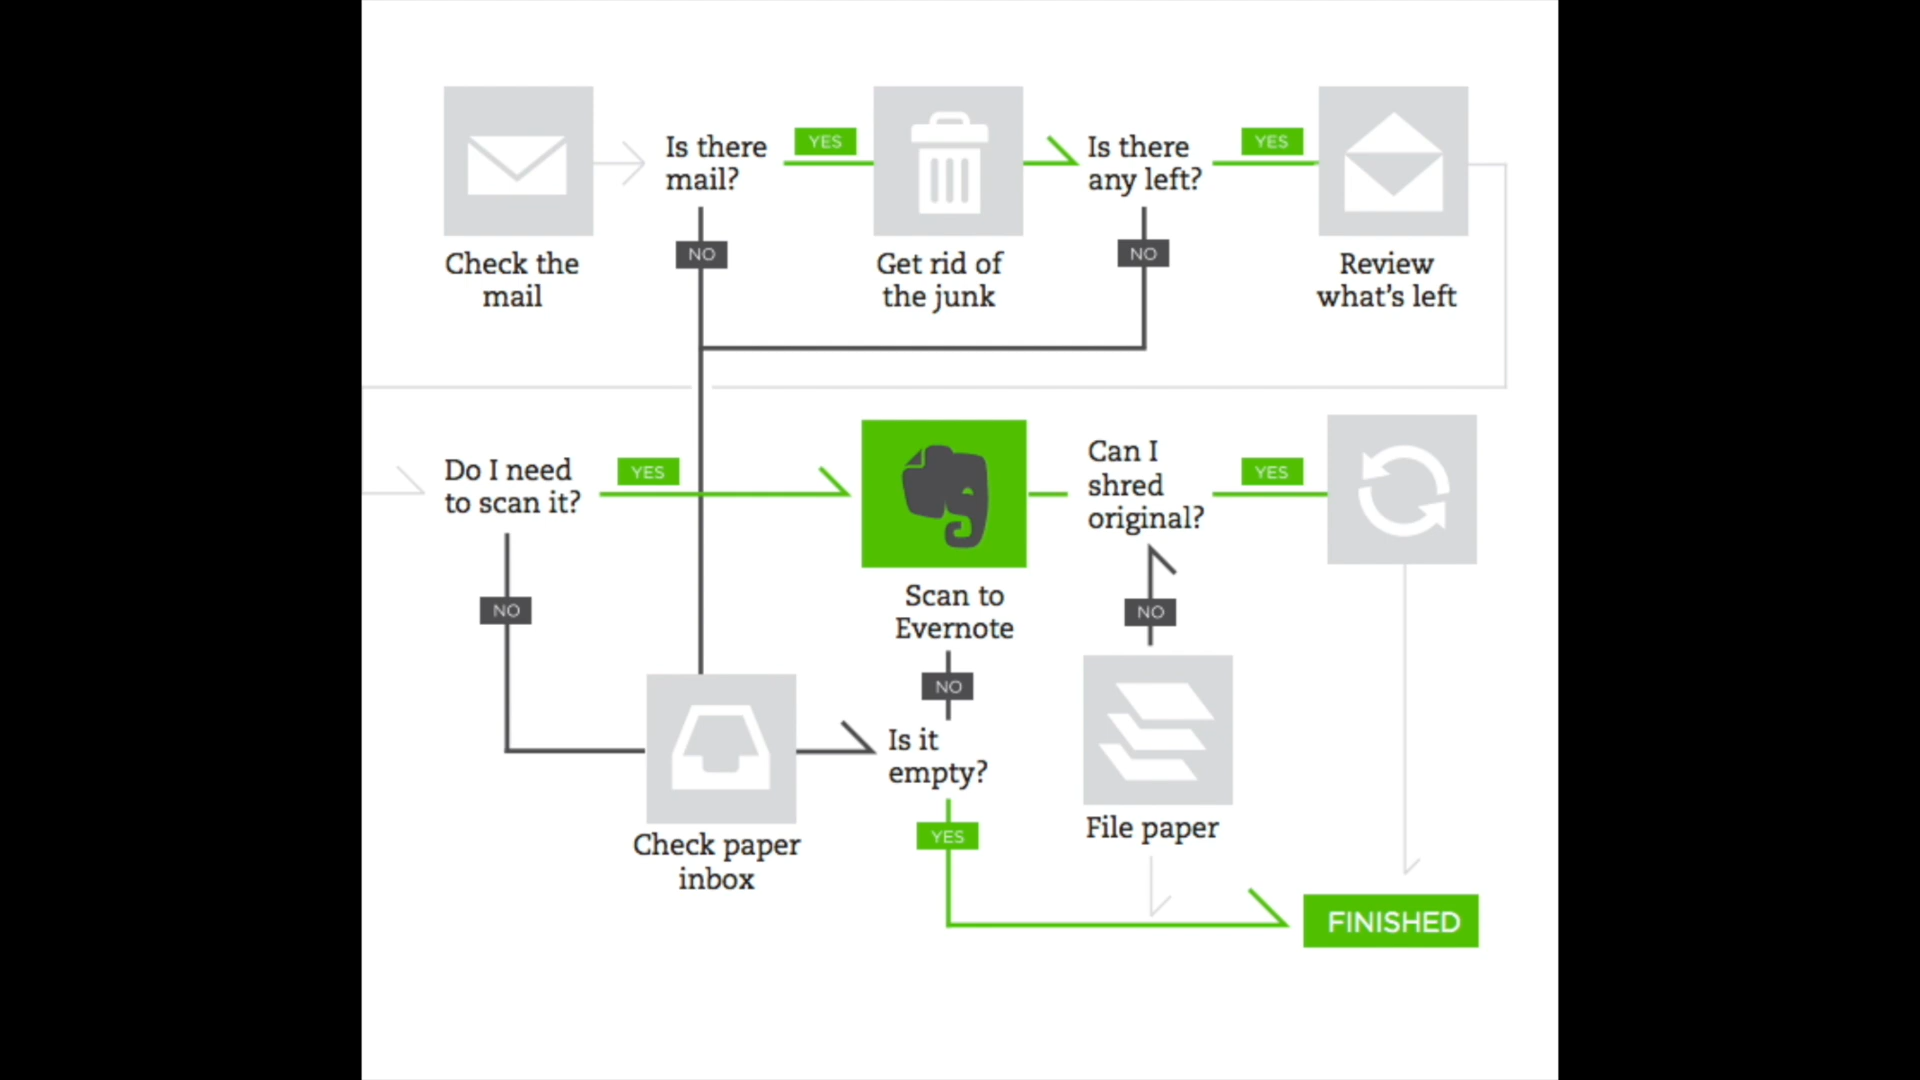 Is there
mail?
YES
Is there
any left?
YES
NO
NO
Check the
mail
Get rid of
the junk
Review
what's left
Do I need
to scan it?
YES
Can I
shred
original?
YES
NO
Scan to
Evernote
NO
NO
Is it
empty?
YES
Check paper
inbox
File paper
FINISHED